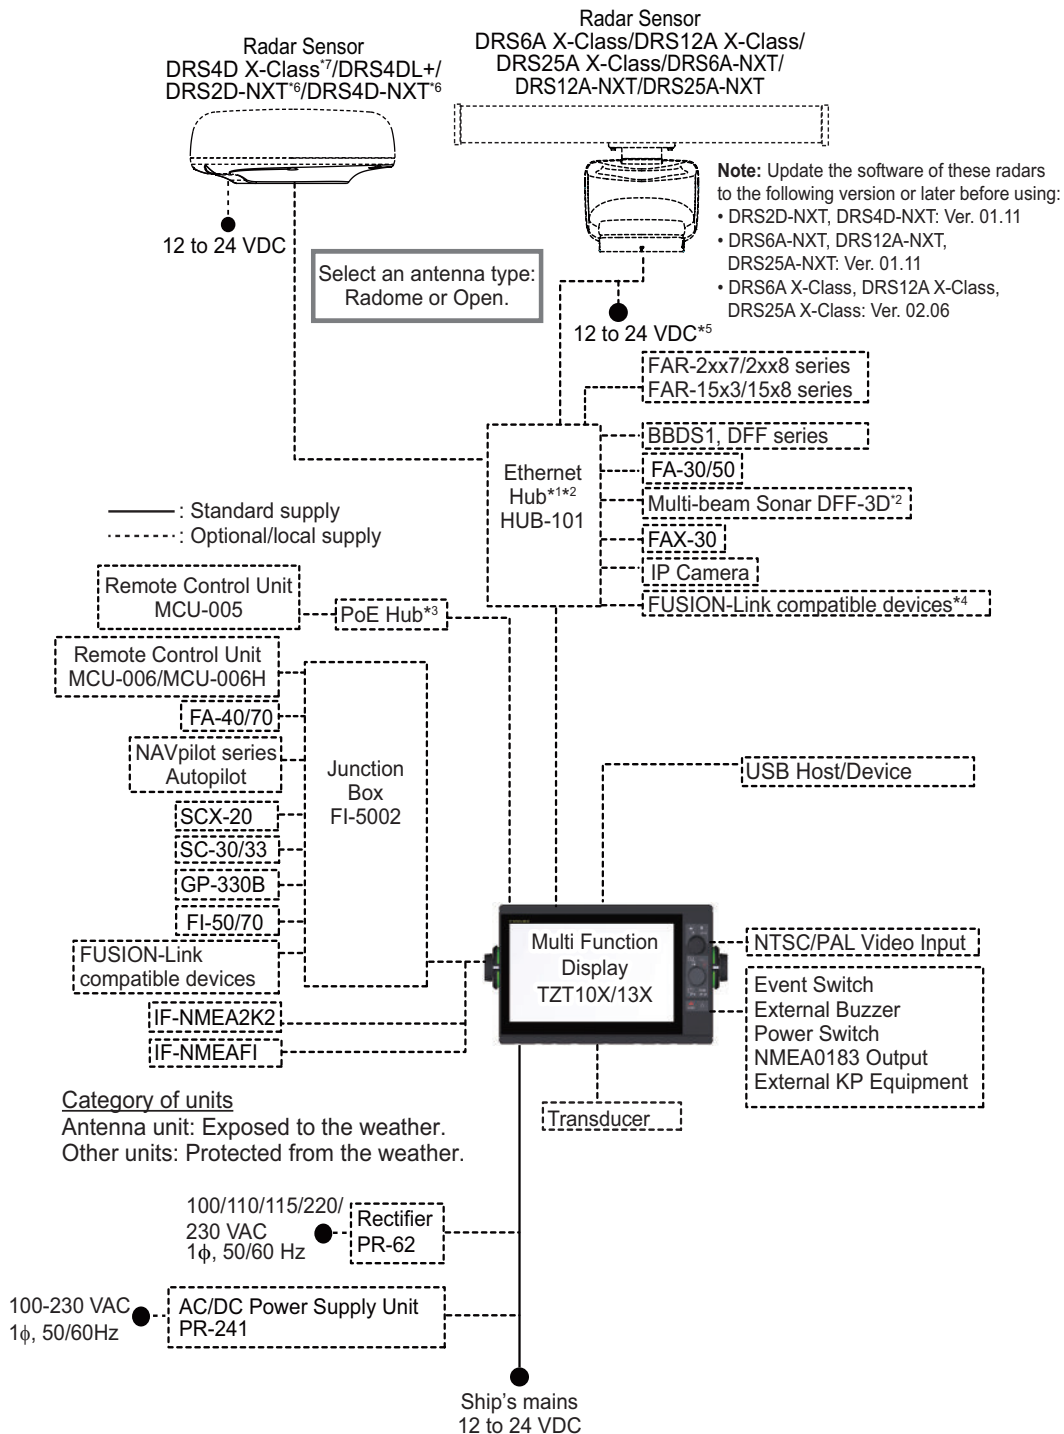 Radar Sensor
DRS4D X-Class*7/DRS4DL+/
DRS2D-NXT*6/DRS4D-NXT*6
Radar Sensor
DRS6A X-Class/DRS12A X-Class/
DRS25A X-Class/DRS6A-NXT/
DRS12A-NXT/DRS25A-NXT
Note: Update the software of these radars
to the following version or later before using:
• DRS2D-NXT, DRS4D-NXT: Ver. 01.11
• DRS6A-NXT, DRS12A-NXT,
DRS25A-NXT: Ver. 01.11
• DRS6A X-Class, DRS12A X-Class,
DRS25A X-Class: Ver. 02.06
12 to 24 VDC
Select an antenna type:
Radome or Open.
12 to 24 VDC*5
FAR-2xx7/2xx8 series
FAR-15x3/15x8 series
BBDS1, DFF series
FA-30/50
Multi-beam Sonar DFF-3D*2
FAX-30
IP Camera
FUSION-Link compatible devices*4
Ethernet
Hub*1*2
HUB-101
: Standard supply
: Optional/local supply
Remote Control Unit
MCU-005
PoE Hub*3
Remote Control Unit
MCU-006/MCU-006H
FA-40/70
NAVpilot series
Autopilot
SCX-20
SC-30/33
GP-330B
FI-50/70
FUSION-Link
compatible devices
Junction
Box
FI-5002
IF-NMEA2K2
IF-NMEAFI
USB Host/Device
Multi Function
Display
TZT10X/13X
NTSC/PAL Video Input
Event Switch
External Buzzer
Power Switch
NMEA0183 Output
External KP Equipment
Transducer
Category of units
Antenna unit: Exposed to the weather.
Other units: Protected from the weather.
100/110/115/220/
230 VAC
1ϕ, 50/60 Hz
Rectifier
PR-62
100-230 VAC
1ϕ, 50/60Hz
AC/DC Power Supply Unit
PR-241
Ship's mains
12 to 24 VDC